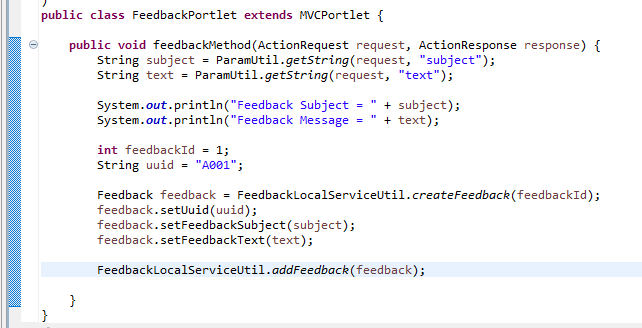 )
public class FeedbackPortlet extends MVCPortlet {
public void feedbackMethod(ActionRequest request, ActionResponse response) {
String subject = ParamUtil.getString(request, "subject");
String text = ParamUtil.getString(request, "text");
System.out.println("Feedback Subject = " + subject);
System.out.println("Feedback Message = " + text);
int feedbackId = 1;
String uuid = "A001";
Feedback feedback = FeedbackLocalServiceUtil.createFeedback(feedbackId);
feedback.setUuid(uuid);
feedback.setFeedbackSubject(subject);
feedback.setFeedbackText(text);
FeedbackLocalServiceUtil.addFeedback(feedback);
}
}